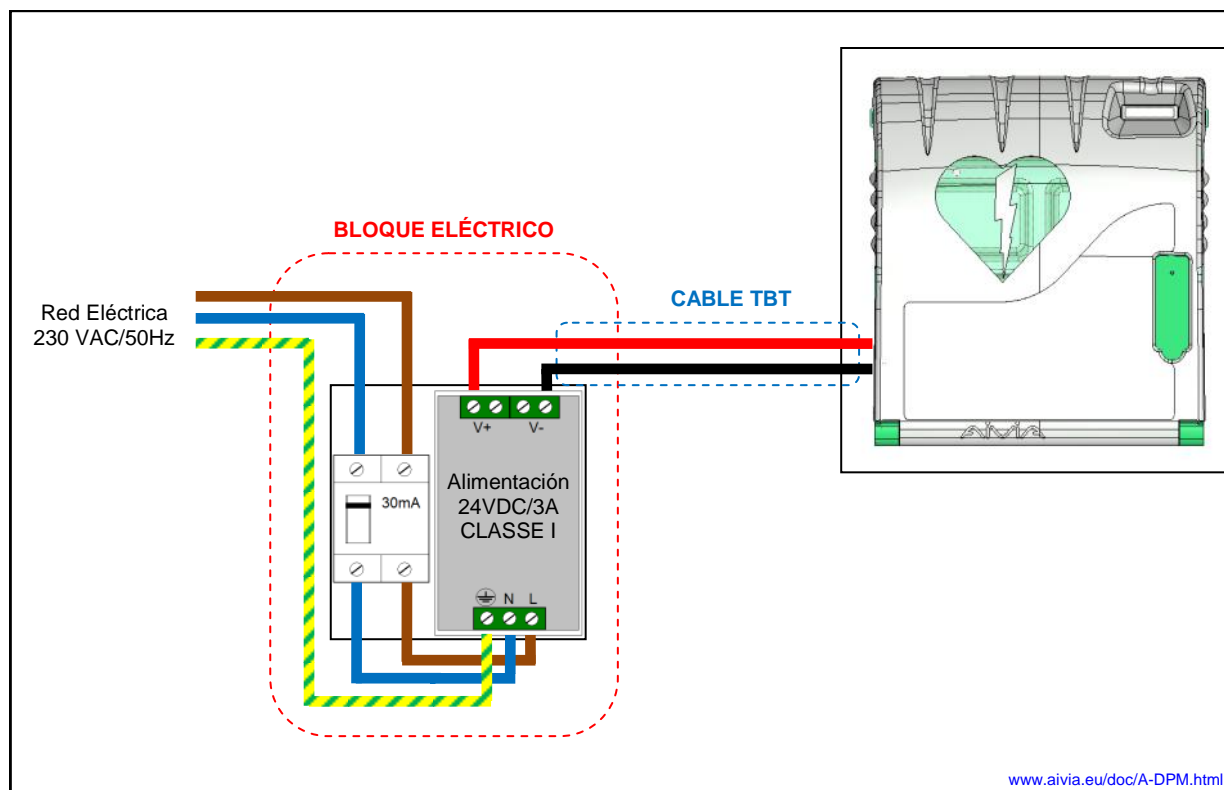 BLOQUE ELÉCTRICO
Red Eléctrica
230 VAC/50Hz
CABLE TBT
V+ V-
30mA
Alimentación
24VDC/3A
CLASSE I
N L
AIVIA
www.aivia.eu/doc/A-DPM.html